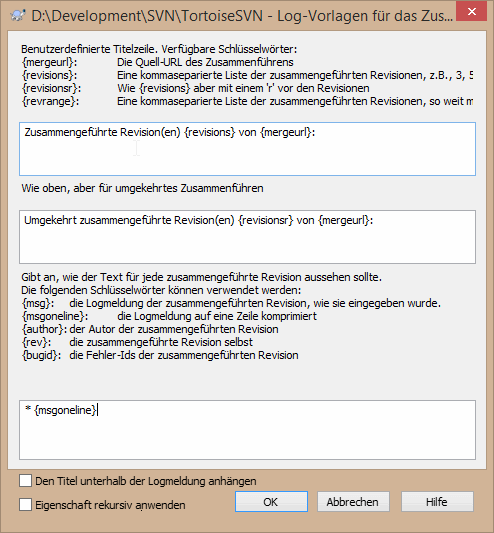 D:\Development\SVN\TortoiseSVN - Log-Vorlagen für das Zus...
Benutzerdefinierte Titelzeile. Verfügbare Schlüsselwörter:
{mergeurl}: Die Quell-URL des Zusammenführens
{revisions}: Eine kommaseparierte Liste der zusammengeführten Revisionen, z.B., 3, 5
{revisionsr}: Wie {revisions} aber mit einem 'r' vor den Revisionen
{revrange}: Eine kommaseparierte Liste der zusammengeführten Revisionen, so weit m
Zusammengeführte Revision(en) {revisions} von {mergeurl}:
Wie oben, aber für umgekehrtes Zusammenführen
Umgekehrt zusammengeführte Revision(en) {revisionsr} von {mergeurl}:
Gibt an, wie der Text für jede zusammengeführte Revision aussehen sollte.
Die folgenden Schlüsselwörter können verwendet werden:
{msg}: die Logmeldung der zusammengeführten Revision, wie sie eingegeben wurde.
{msgoneline}: die Logmeldung auf eine Zeile komprimiert
{author}: der Autor der zusammengeführten Revision
{rev}: die zusammengeführte Revision selbst
{bugid}: die Fehler-Ids der zusammengeführten Revision
* {msgoneline}
Den Titel unterhalb der Logmeldung anhängen
Eigenschaft rekursiv anwenden
OK Abbrechen Hilfe